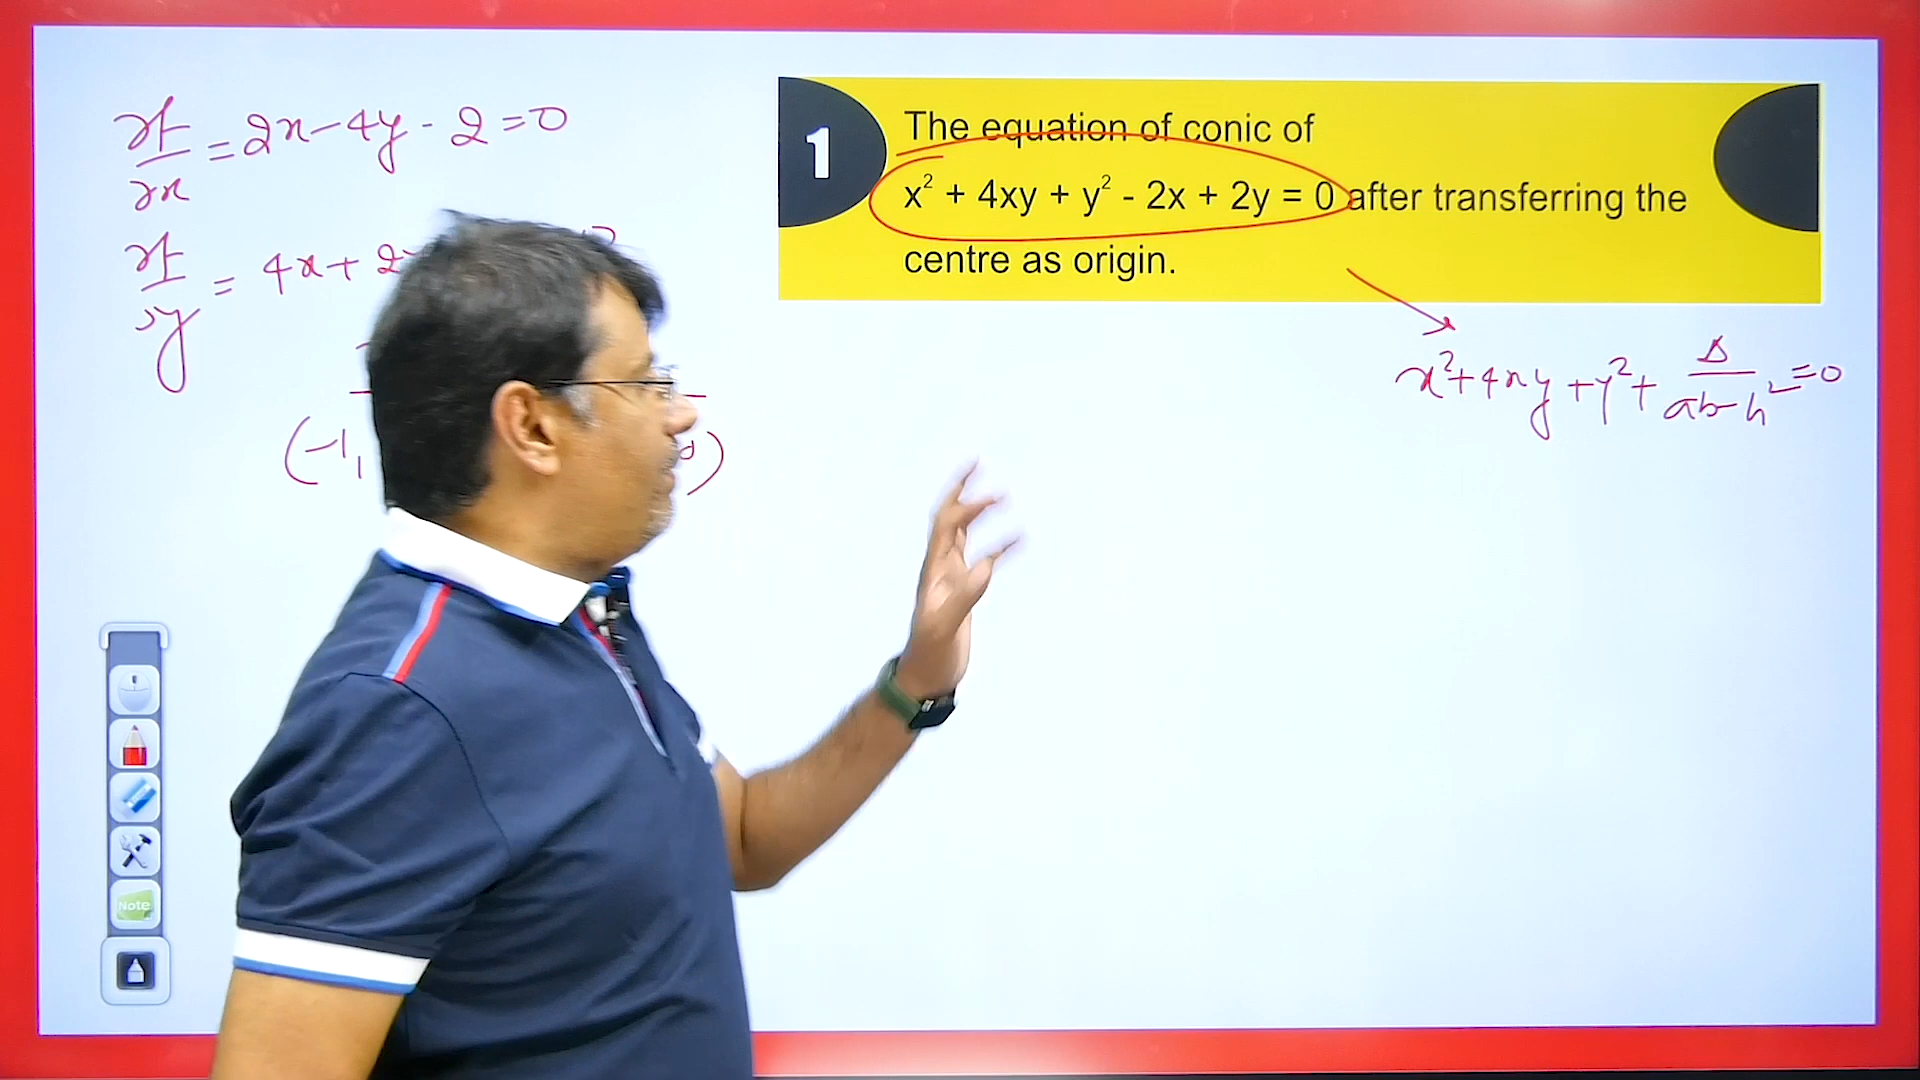 ∂f/∂x = 2x - 4y - 2 = 0
∂f/∂y = 4x + 2y
(-1,
1
The equation of conic of
x² + 4xy + y² - 2x + 2y = 0 after transferring the
centre as origin.
x² + 4xy + y² + Δ/ab-h² = 0
Note